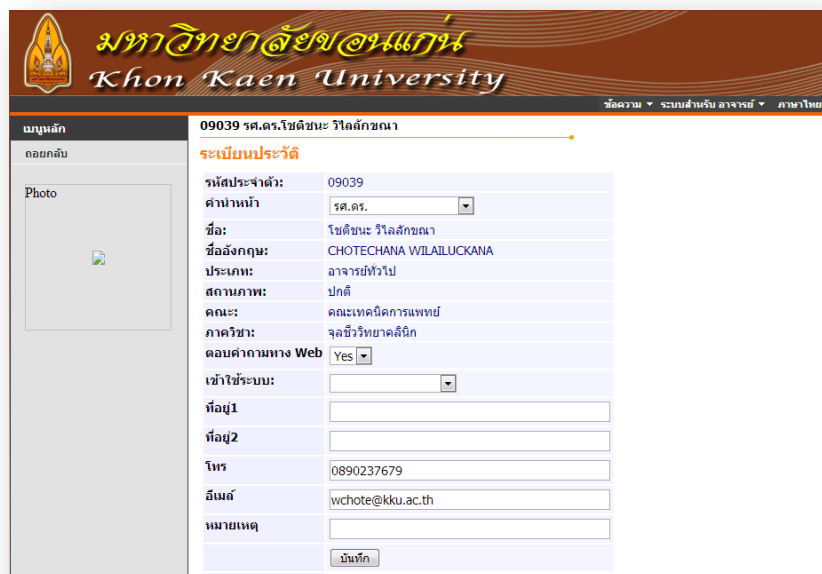 มหาวิทยาลัยขอนแก่น
Khon Kaen University
ข้อความ ระบบสำหรับ อาจารย์ ภาษาไทย
เมนูหลัก
ถอยกลับ
Photo
09039 รศ.ดร.โชติชนะ วิไลลักขณา
ระเบียนประวัติ
รหัสประจำตัว: 09039
คำนำหน้า รศ.ดร.
ชื่อ: โชติชนะ วิไลลักขณา
ชื่ออังกฤษ: CHOTECHANA WILAILUCKANA
ประเภท: อาจารย์ทั่วไป
สถานภาพ: ปกติ
คณะ: คณะเทคนิคการแพทย์
ภาควิชา: จุลชีววิทยาคลินิก
ตอบคำถามทาง Web Yes
เข้าใช้ระบบ:
ที่อยู่1
ที่อยู่2
โทร 0890237679
อีเมล์ wchote@kku.ac.th
หมายเหตุ
บันทึก